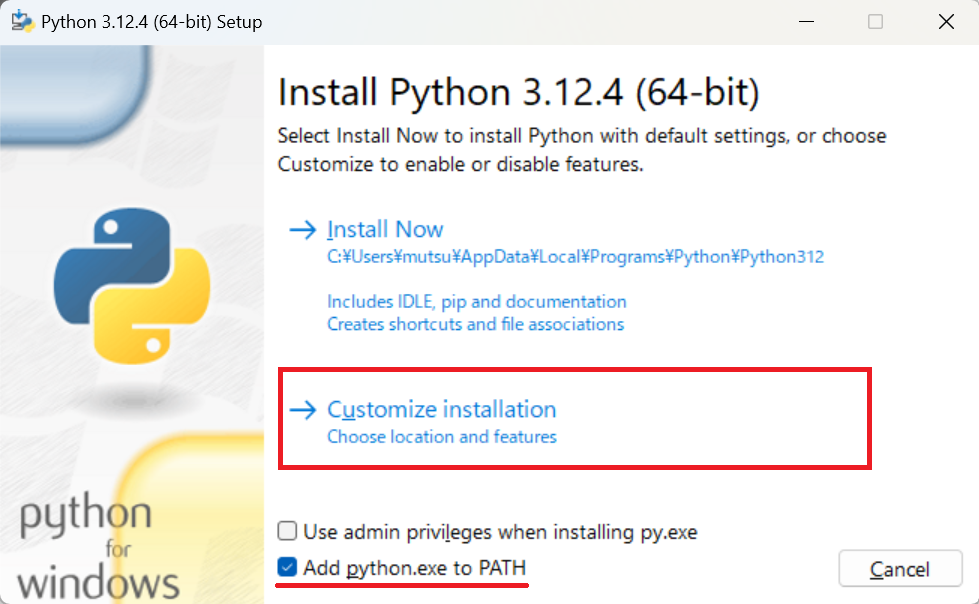 Python 3.12.4 (64-bit) Setup
Install Python 3.12.4 (64-bit)
Select Install Now to install Python with default settings, or choose
Customize to enable or disable features.
Install Now
C:¥Users¥mutsu¥AppData¥Local¥Programs¥Python¥Python312
Includes IDLE, pip and documentation
Creates shortcuts and file associations
Customize installation
Choose location and features
Use admin privileges when installing py.exe
Add python.exe to PATH
Cancel
python
for
windows